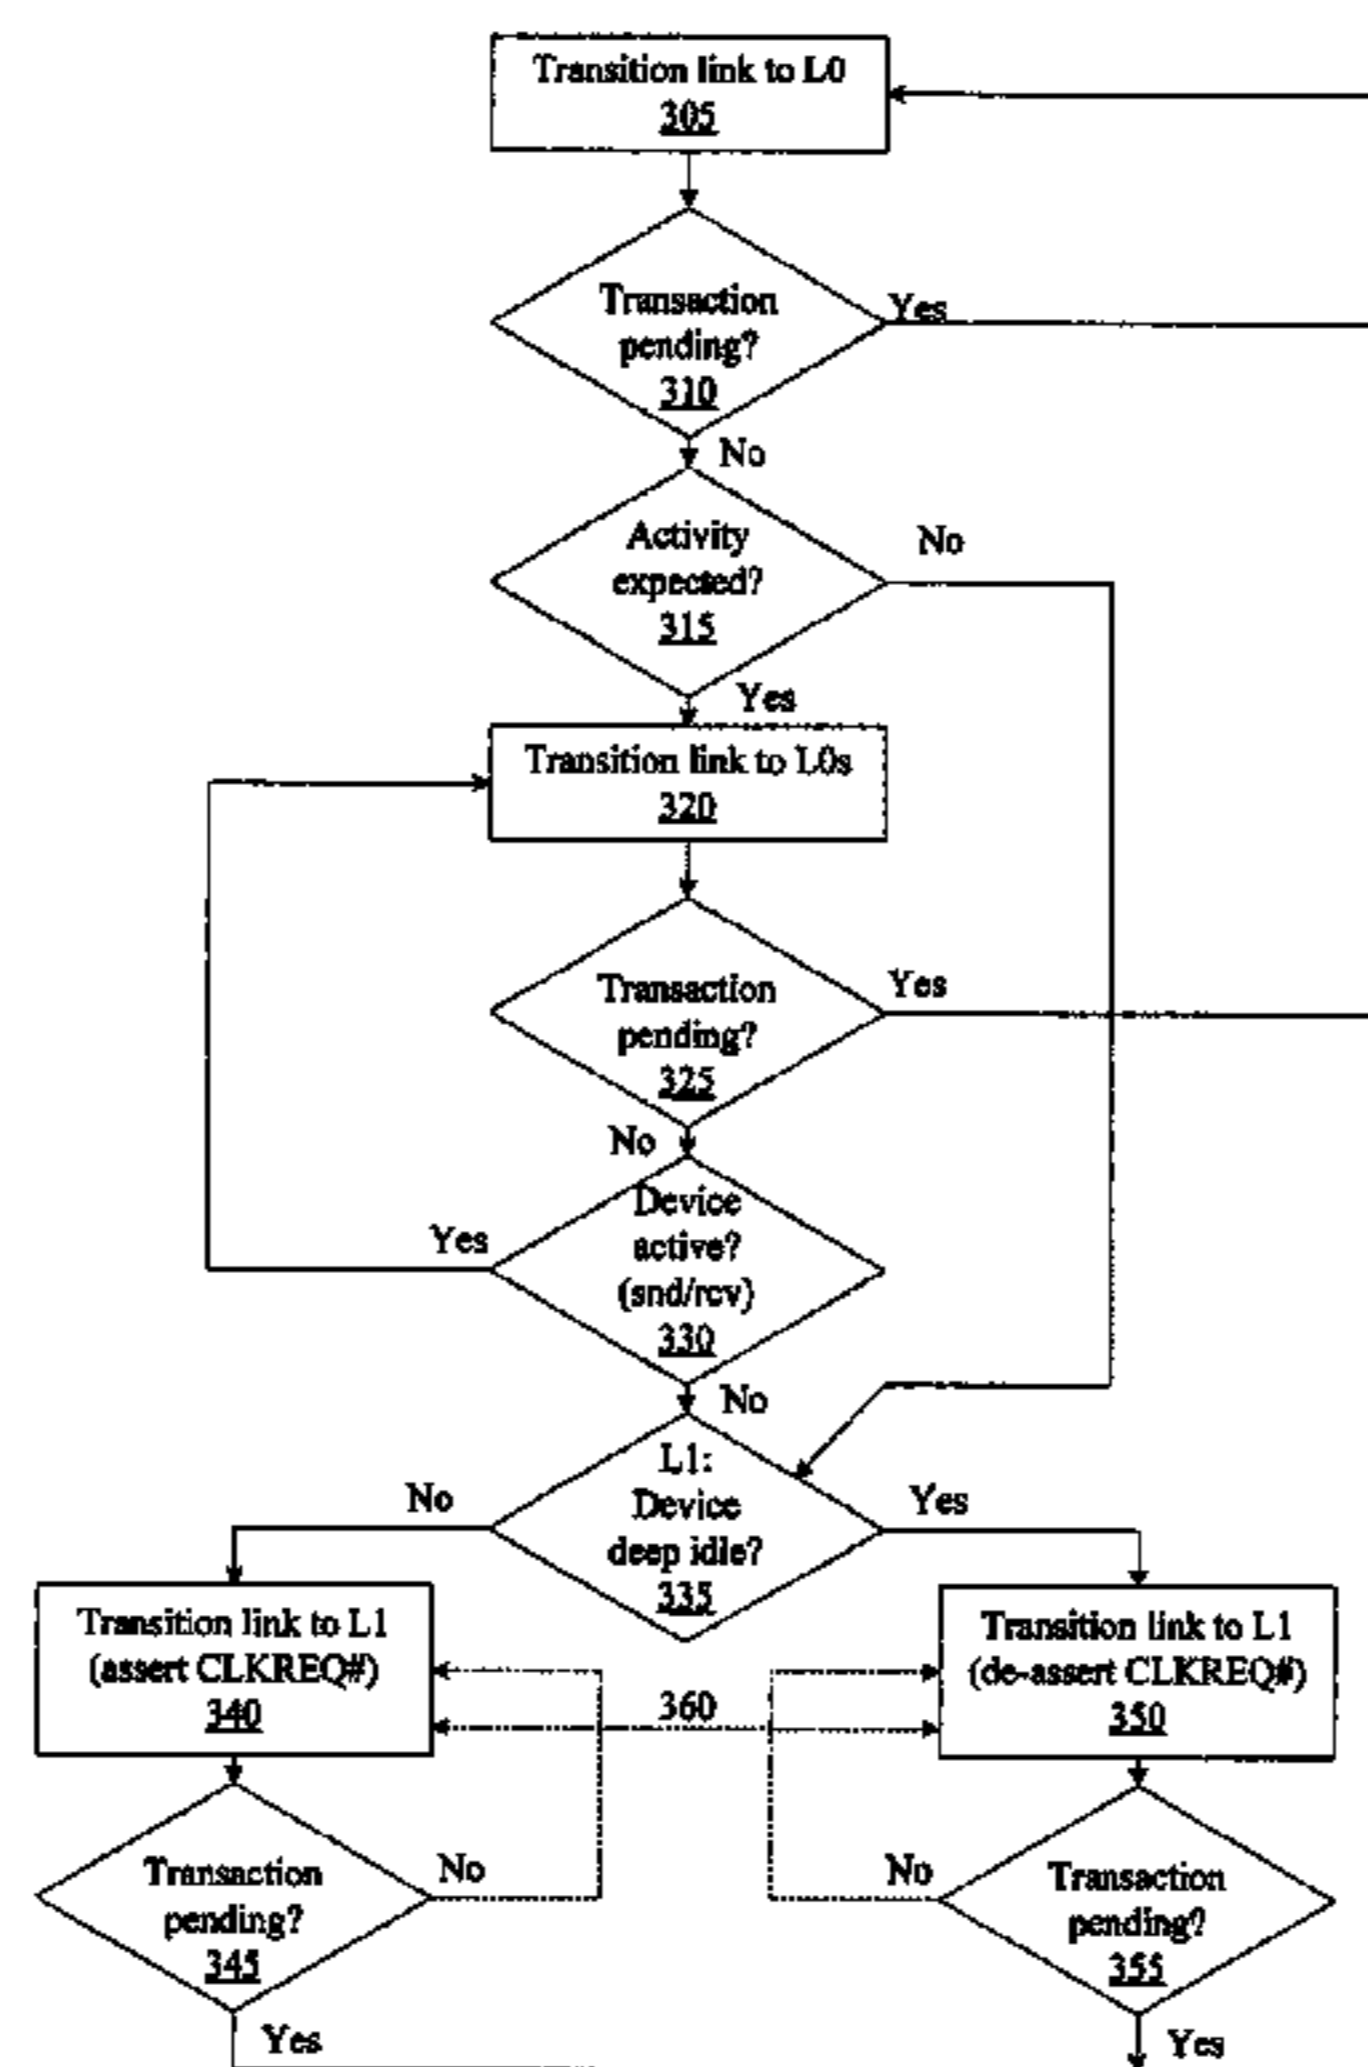 Transition link to L0
305
Transaction
pending?
310
Yes
No
Activity
expected?
315
No
Yes
Transition link to L0s
320
Transaction
pending?
325
Yes
No
Device
active?
(snd/rcv)
330
Yes
No
L1:
Device
deep idle?
335
No
Yes
Transition link to L1
(assert CLKREQ#)
340
360
Transition link to L1
(de-assert CLKREQ#)
350
Transaction
pending?
345
No
Yes
No
Transaction
pending?
355
Yes